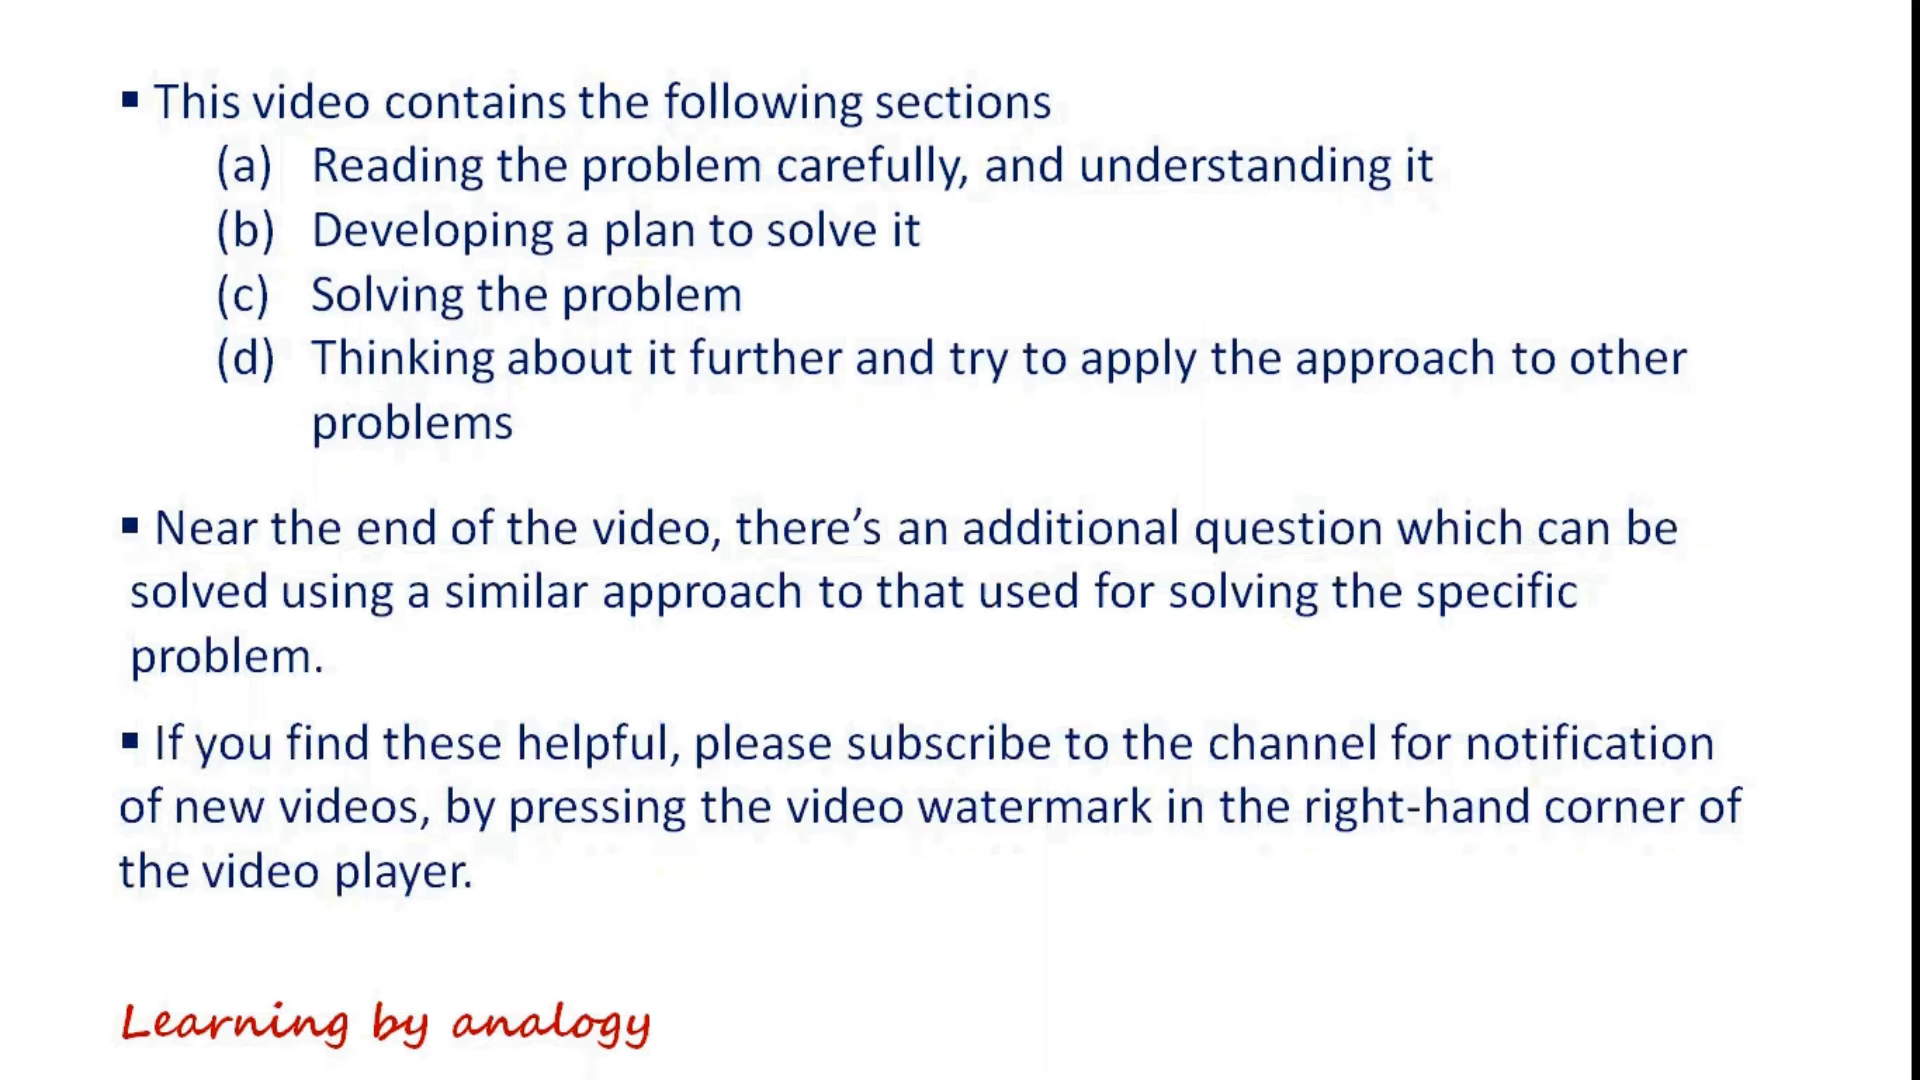 ▪ This video contains the following sections
(a) Reading the problem carefully, and understanding it
(b) Developing a plan to solve it
(c) Solving the problem
(d) Thinking about it further and try to apply the approach to other
problems
▪ Near the end of the video, there’s an additional question which can be
solved using a similar approach to that used for solving the specific
problem.
▪ If you find these helpful, please subscribe to the channel for notification
of new videos, by pressing the video watermark in the right-hand corner of
the video player.
Learning by analogy